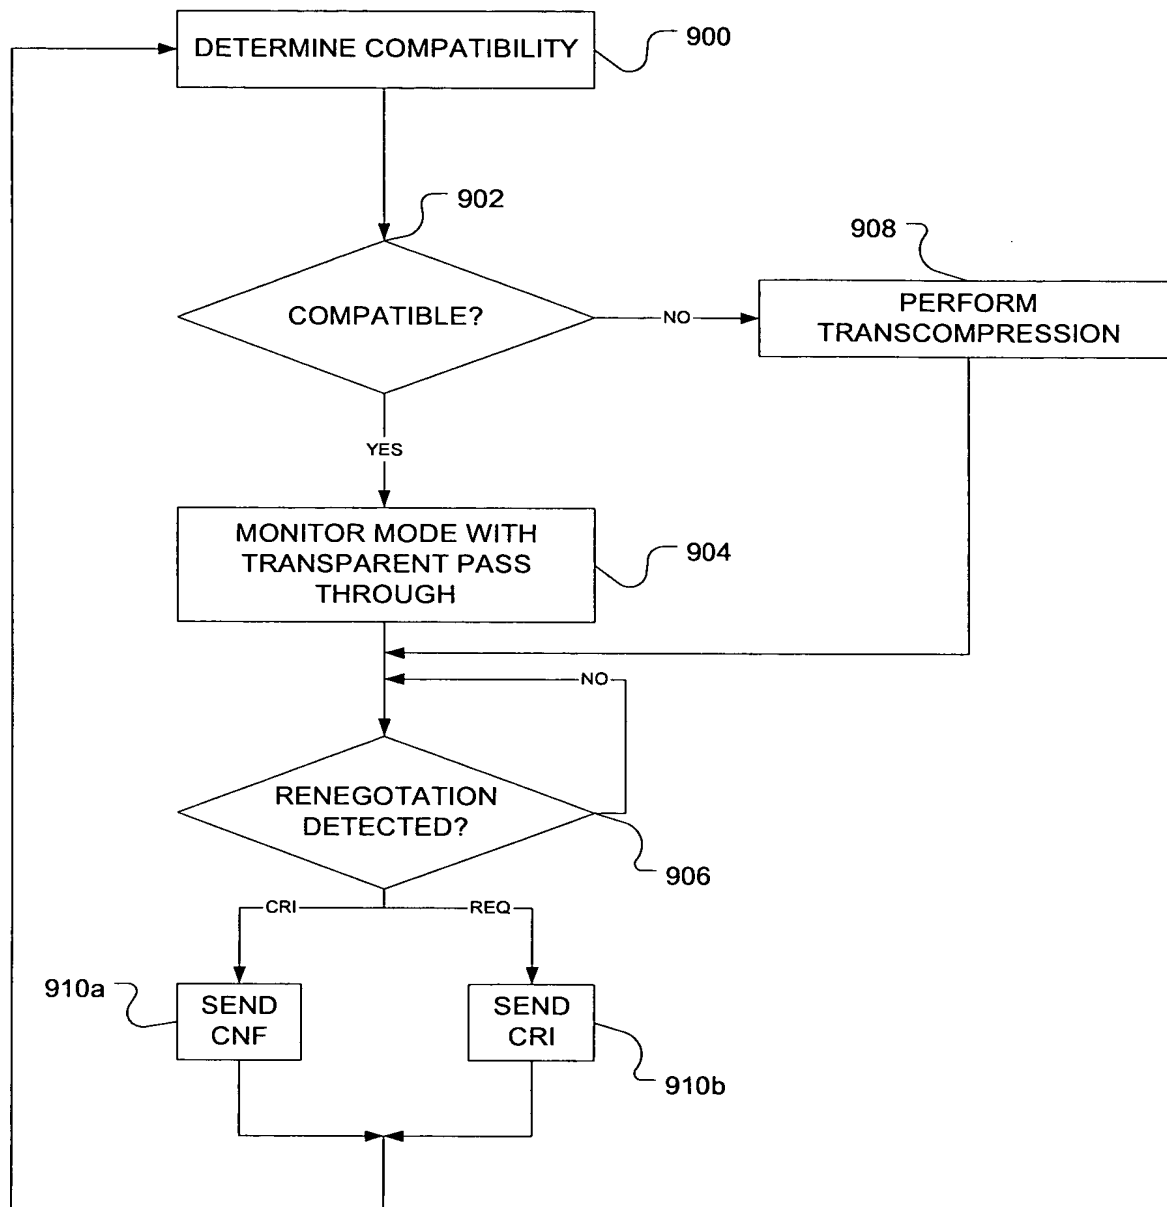 DETERMINE COMPATIBILITY
900
902
COMPATIBLE?
NO
908
PERFORM
TRANSCOMPRESSION
YES
MONITOR MODE WITH
TRANSPARENT PASS
THROUGH
904
NO
RENEGOTATION
DETECTED?
906
CRI
REQ
910a
SEND
CNF
SEND
CRI
910b